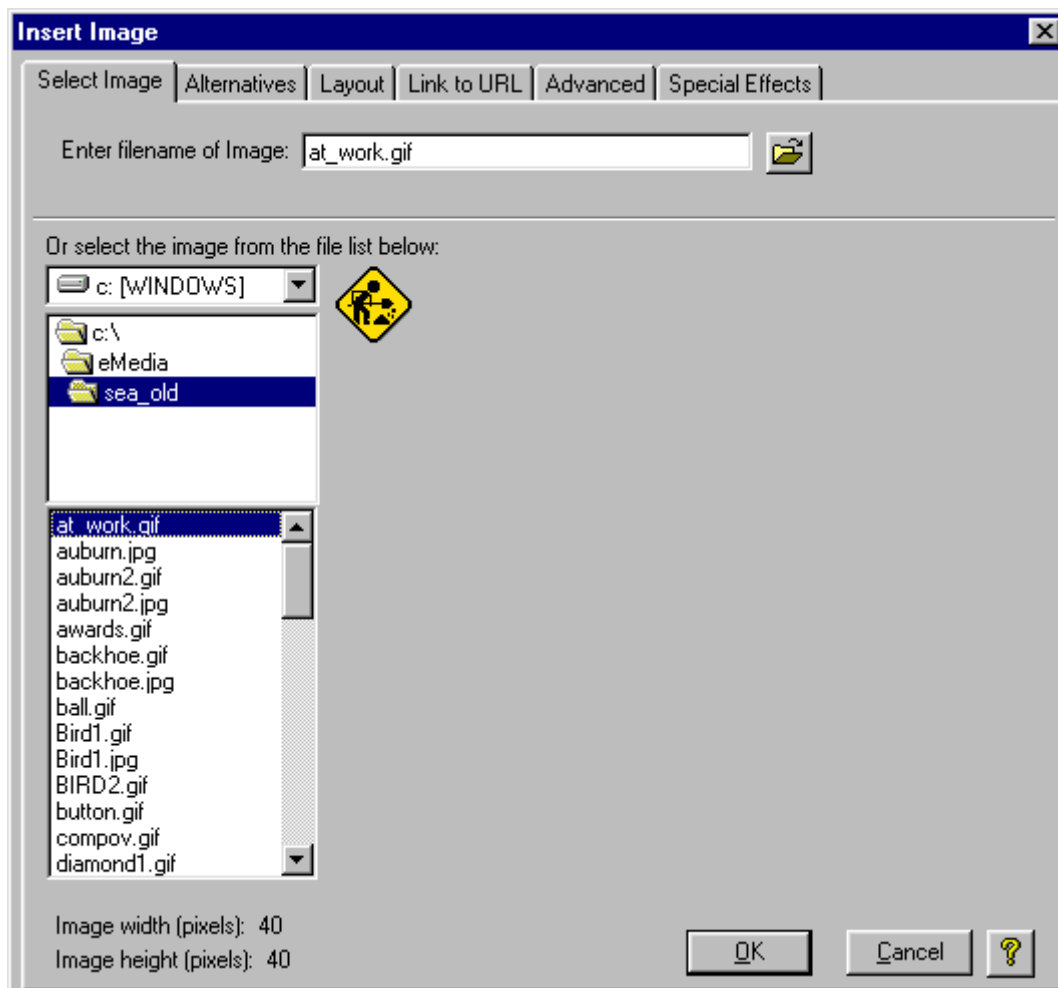 Insert Image
Select Image Alternatives Layout Link to URL Advanced Special Effects
Enter filename of Image: at_work.gif
Or select the image from the file list below:
c: [WINDOWS]
c:\
eMedia
sea_old
at_work.gif
auburn.jpg
auburn2.gif
auburn2.jpg
awards.gif
backhoe.gif
backhoe.jpg
ball.gif
Bird1.gif
Bird1.jpg
BIRD2.gif
button.gif
compov.gif
diamond1.gif
Image width (pixels): 40
Image height (pixels): 40
OK Cancel ?